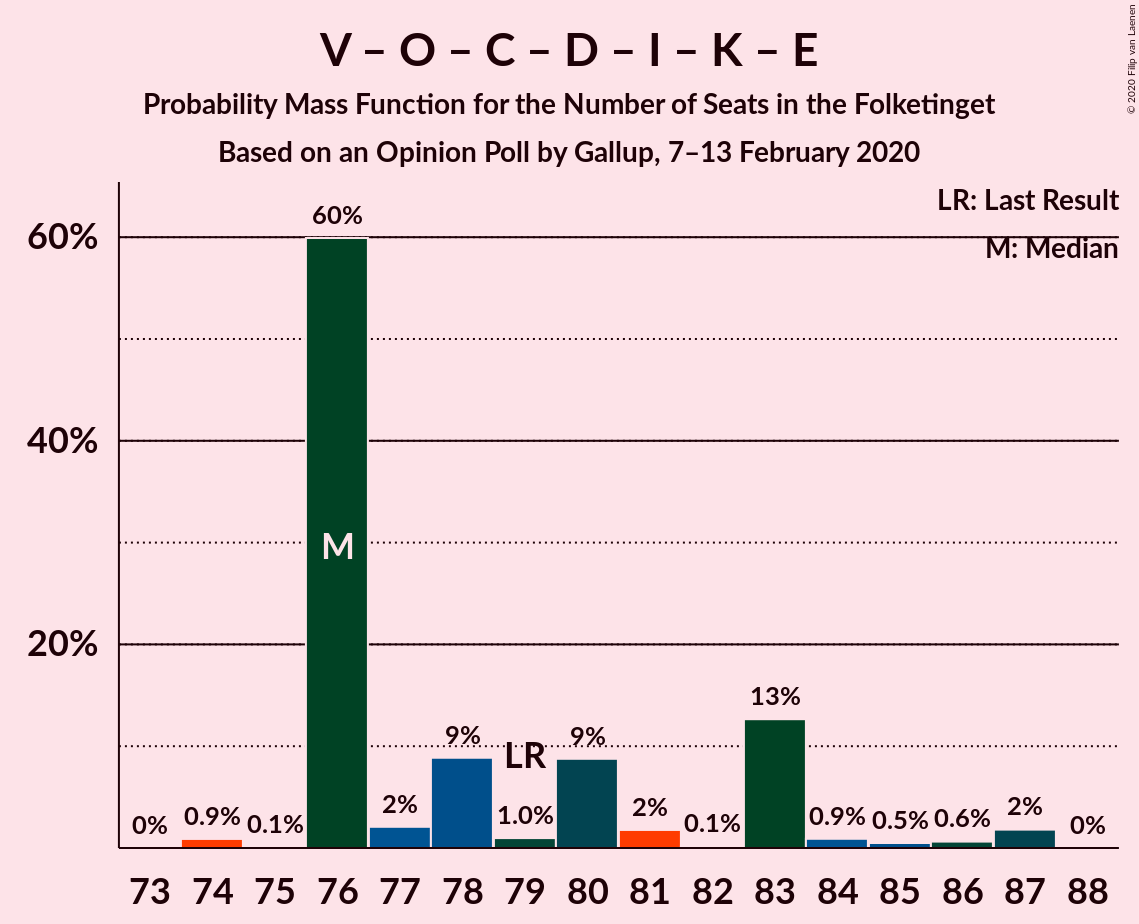 V – O – C – D – I – K – E
Probability Mass Function for the Number of Seats in the Folketinget
Based on an Opinion Poll by Gallup, 7–13 February 2020
© 2020 Filip van Laenen
LR: Last Result
M: Median
60%
40%
20%
0% 0.9% 0.1% 60% 2% 9% 1.0% 9% 2% 0.1% 13% 0.9% 0.5% 0.6% 2% 0%
M
LR
73 74 75 76 77 78 79 80 81 82 83 84 85 86 87 88